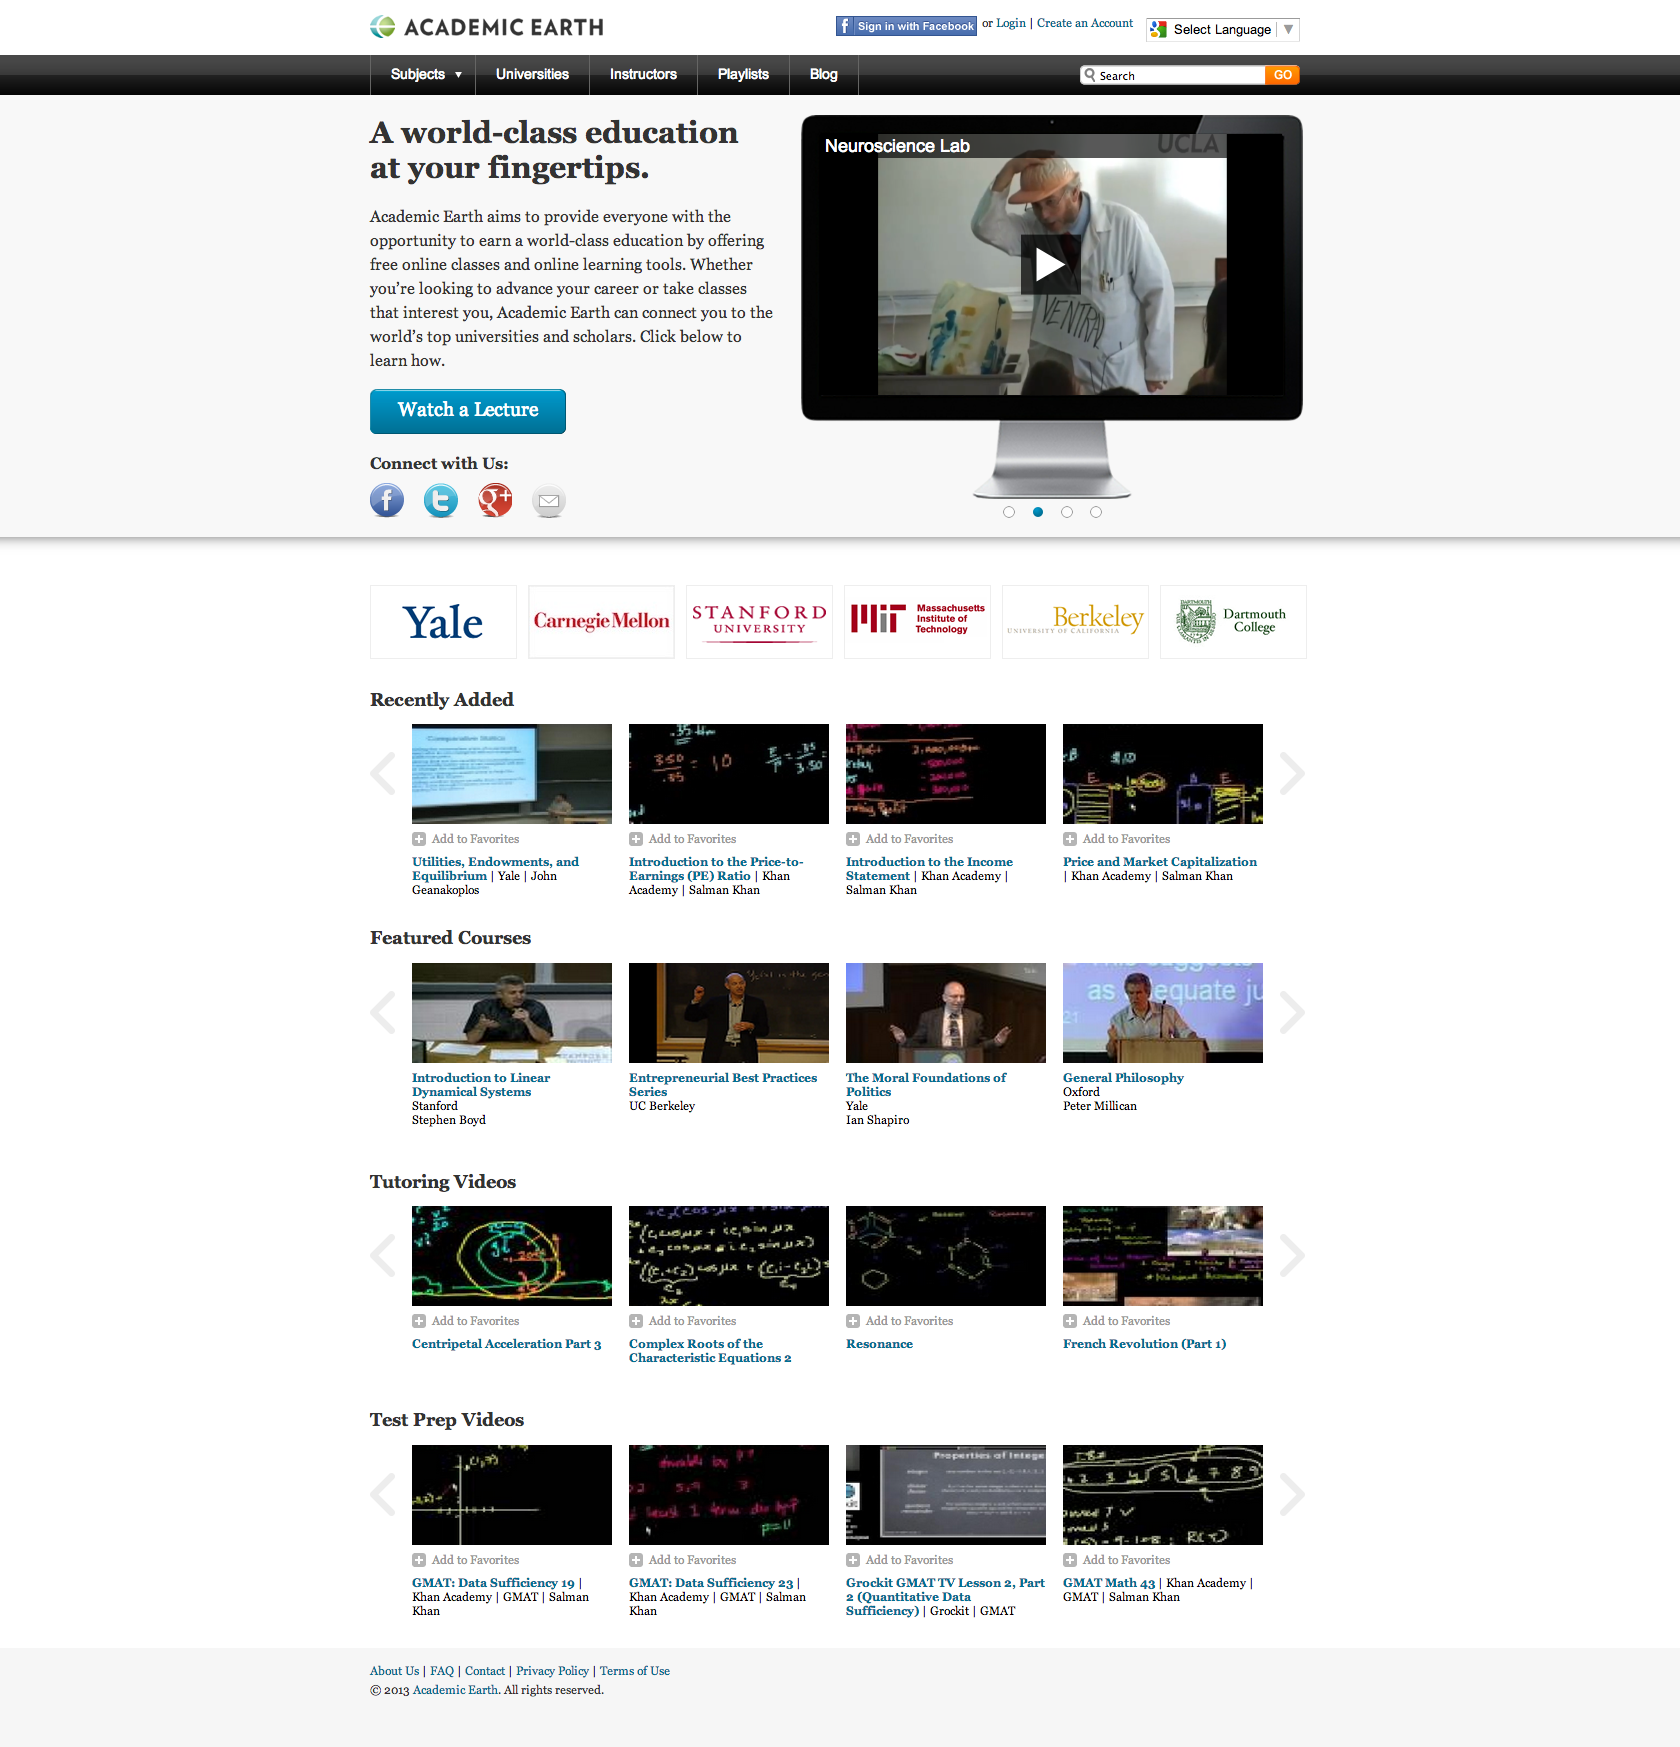 ACADEMIC EARTH
Sign in with Facebook or Login | Create an Account
Select Language
Subjects Universities Instructors Playlists Blog
Search GO
A world-class education
at your fingertips.
Academic Earth aims to provide everyone with the
opportunity to earn a world-class education by offering
free online classes and online learning tools. Whether
you're looking to advance your career or take classes
that interest you, Academic Earth can connect you to the
world's top universities and scholars. Click below to
learn how.
Watch a Lecture
Connect with Us:
Neuroscience Lab
UCLA
VENTRAL
Yale
Carnegie Mellon
STANFORD
UNIVERSITY
MIT
Massachusetts
Institute of
Technology
Berkeley
UNIVERSITY OF CALIFORNIA
Dartmouth
College
Recently Added
3.50
.35
= 10
Add to Favorites
Utilities, Endowments, and
Equilibrium | Yale | John
Geanakoplos
Add to Favorites
Introduction to the Price-to-
Earnings (PE) Ratio | Khan
Academy | Salman Khan
Add to Favorites
Introduction to the Income
Statement | Khan Academy |
Salman Khan
Add to Favorites
Price and Market Capitalization
| Khan Academy | Salman Khan
Featured Courses
as equate ju
Introduction to Linear
Dynamical Systems
Stanford
Stephen Boyd
Entrepreneurial Best Practices
Series
UC Berkeley
The Moral Foundations of
Politics
Yale
Ian Shapiro
General Philosophy
Oxford
Peter Millican
Tutoring Videos
Add to Favorites
Centripetal Acceleration Part 3
Add to Favorites
Complex Roots of the
Characteristic Equations 2
Add to Favorites
Resonance
Add to Favorites
French Revolution (Part 1)
Test Prep Videos
Properties of Intege
Add to Favorites
GMAT: Data Sufficiency 19 |
Khan Academy | GMAT | Salman
Khan
Add to Favorites
GMAT: Data Sufficiency 23 |
Khan Academy | GMAT | Salman
Khan
Add to Favorites
Grockit GMAT TV Lesson 2, Part
2 (Quantitative Data
Sufficiency) | Grockit | GMAT
Add to Favorites
GMAT Math 43 | Khan Academy |
GMAT | Salman Khan
About Us | FAQ | Contact | Privacy Policy | Terms of Use
© 2013 Academic Earth. All rights reserved.